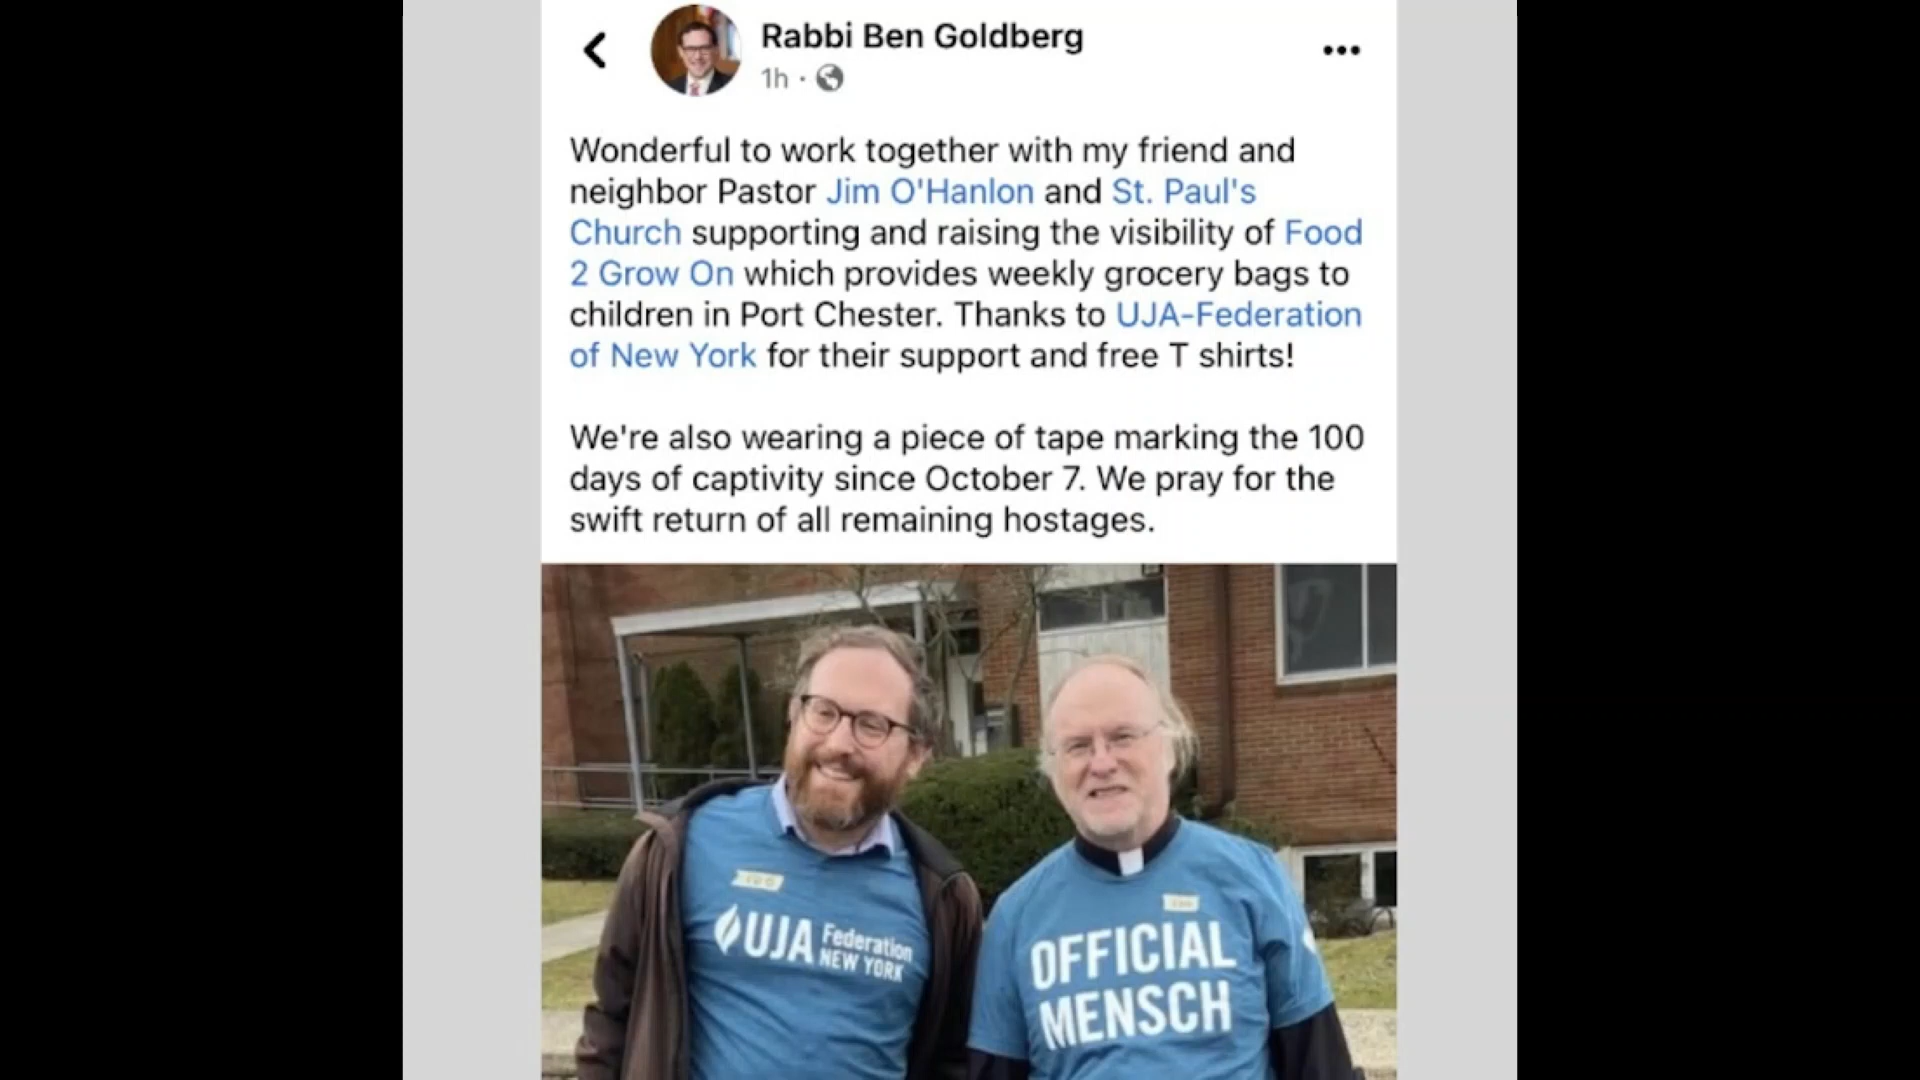 Rabbi Ben Goldberg
1h ·
Wonderful to work together with my friend and
neighbor Pastor Jim O'Hanlon and St. Paul's
Church supporting and raising the visibility of Food
2 Grow On which provides weekly grocery bags to
children in Port Chester. Thanks to UJA-Federation
of New York for their support and free T shirts!
We're also wearing a piece of tape marking the 100
days of captivity since October 7. We pray for the
swift return of all remaining hostages.
100
UJA Federation
NEW YORK
100
OFFICIAL
MENSCH